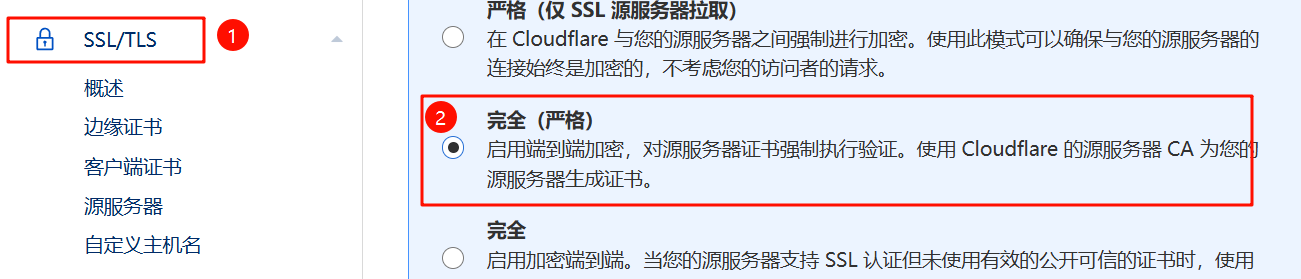 SSL/TLS
1
概述
边缘证书
客户端证书
源服务器
自定义主机名
严格（仅 SSL 源服务器拉取）
在 Cloudflare 与您的源服务器之间强制进行加密。使用此模式可以确保与您的源服务器的
连接始终是加密的，不考虑您的访问者的请求。
2
完全（严格）
启用端到端加密，对源服务器证书强制执行验证。使用 Cloudflare 的源服务器 CA 为您的
源服务器生成证书。
完全
启用加密端到端。当您的源服务器支持 SSL 认证但未使用有效的公开可信的证书时，使用